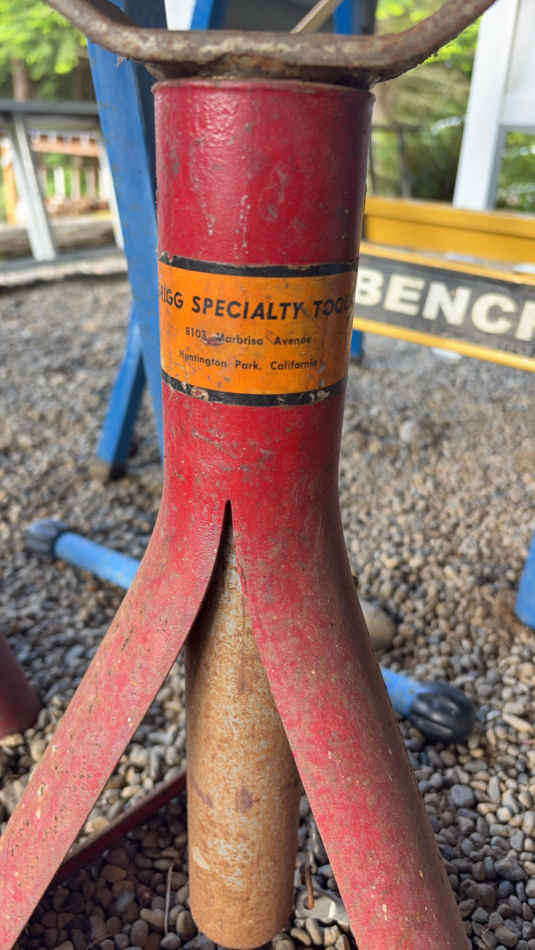 RIGG SPECIALTY TOOL
8103 Marbrisa Avenue
Huntington Park, California
BENCH